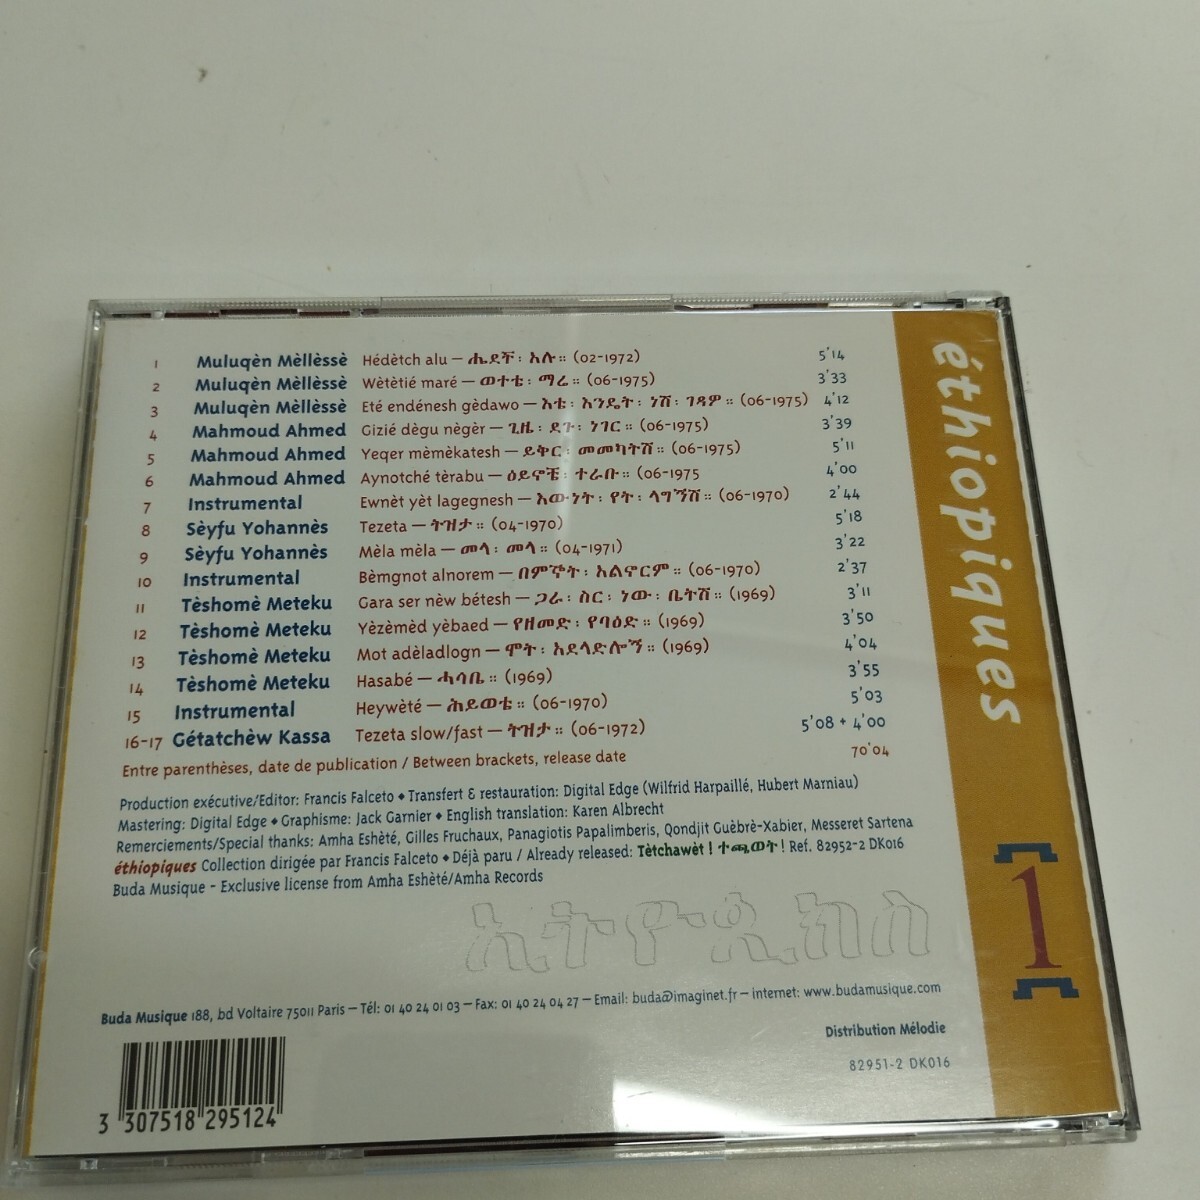 1 Muluqèn Mèllèssè Hédètch alu – ሔደች፡ አሉ። (02-1972) 5'14
2 Muluqèn Mèllèssè Wètètié maré – ወተቴ፡ ማሬ። (06-1975) 3'33
3 Muluqèn Mèllèssè Eté endénesh gèdawo – እቴ፡ እንዴት፡ ነሽ፡ ገዳዎ። (06-1975) 4'12
4 Mahmoud Ahmed Gizié dègu nègèr – ጊዜ፡ ደጉ፡ ነገር። (06-1975) 3'39
5 Mahmoud Ahmed Yeqer mèmèkatesh – ይቅር፡ መመካትሽ። (06-1975) 5'11
6 Mahmoud Ahmed Aynotché tèrabu – ዕይኖቼ፡ ተራቡ። (06-1975 4'00
7 Instrumental Ewnèt yèt lagegnesh – እውነት፡ የት፡ ላግኝሽ። (06-1970) 2'44
8 Sèyfu Yohannès Tezeta – ትዝታ። (04-1970) 5'18
9 Sèyfu Yohannès Mèla mèla – መላ፡ መላ። (04-1971) 3'22
10 Instrumental Bèmgnot alnorem – በምኞት፡ አልኖርም። (06-1970) 2'37
11 Tèshomè Meteku Gara ser nèw bétesh – ጋራ፡ ስር፡ ነው፡ ቤትሽ። (1969) 3'11
12 Tèshomè Meteku Yèzèmèd yèbaed – የዘመድ፡ የባዕድ። (1969) 3'50
13 Tèshomè Meteku Mot adèladlogn – ሞት፡ አደላድሎኝ። (1969) 4'04
14 Tèshomè Meteku Hasabé – ሓሳቤ። (1969) 3'55
15 Instrumental Heywèté – ሕይወቴ። (06-1970) 5'03
16-17 Gétatchèw Kassa Tezeta slow/fast – ትዝታ። (06-1972) 5'08 + 4'00
Entre parenthèses, date de publication / Between brackets, release date 70'04
Production exécutive/Editor: Francis Falceto ◆ Transfert & restauration: Digital Edge (Wilfrid Harpaillé, Hubert Marniau)
Mastering: Digital Edge ◆ Graphisme: Jack Garnier ◆ English translation: Karen Albrecht
Remerciements/Special thanks: Amha Eshèté, Gilles Fruchaux, Panagiotis Papalimberis, Qondjit Guèbrè-Xabier, Messeret Sartena
éthiopiques Collection dirigée par Francis Falceto ◆ Déjà paru / Already released: Tètchawèt ! ተጫወት ! Ref. 82952-2 DK016
Buda Musique - Exclusive license from Amha Eshèté/Amha Records
ኢትዮጲክስ
Buda Musique 188, bd Voltaire 75011 Paris – Tél: 01 40 24 01 03 – Fax: 01 40 24 04 27 – Email: buda@imaginet.fr – internet: www.budamusique.com
Distribution Mélodie
82951-2 DK016
3 307518 295124
éthiopiques
[1]